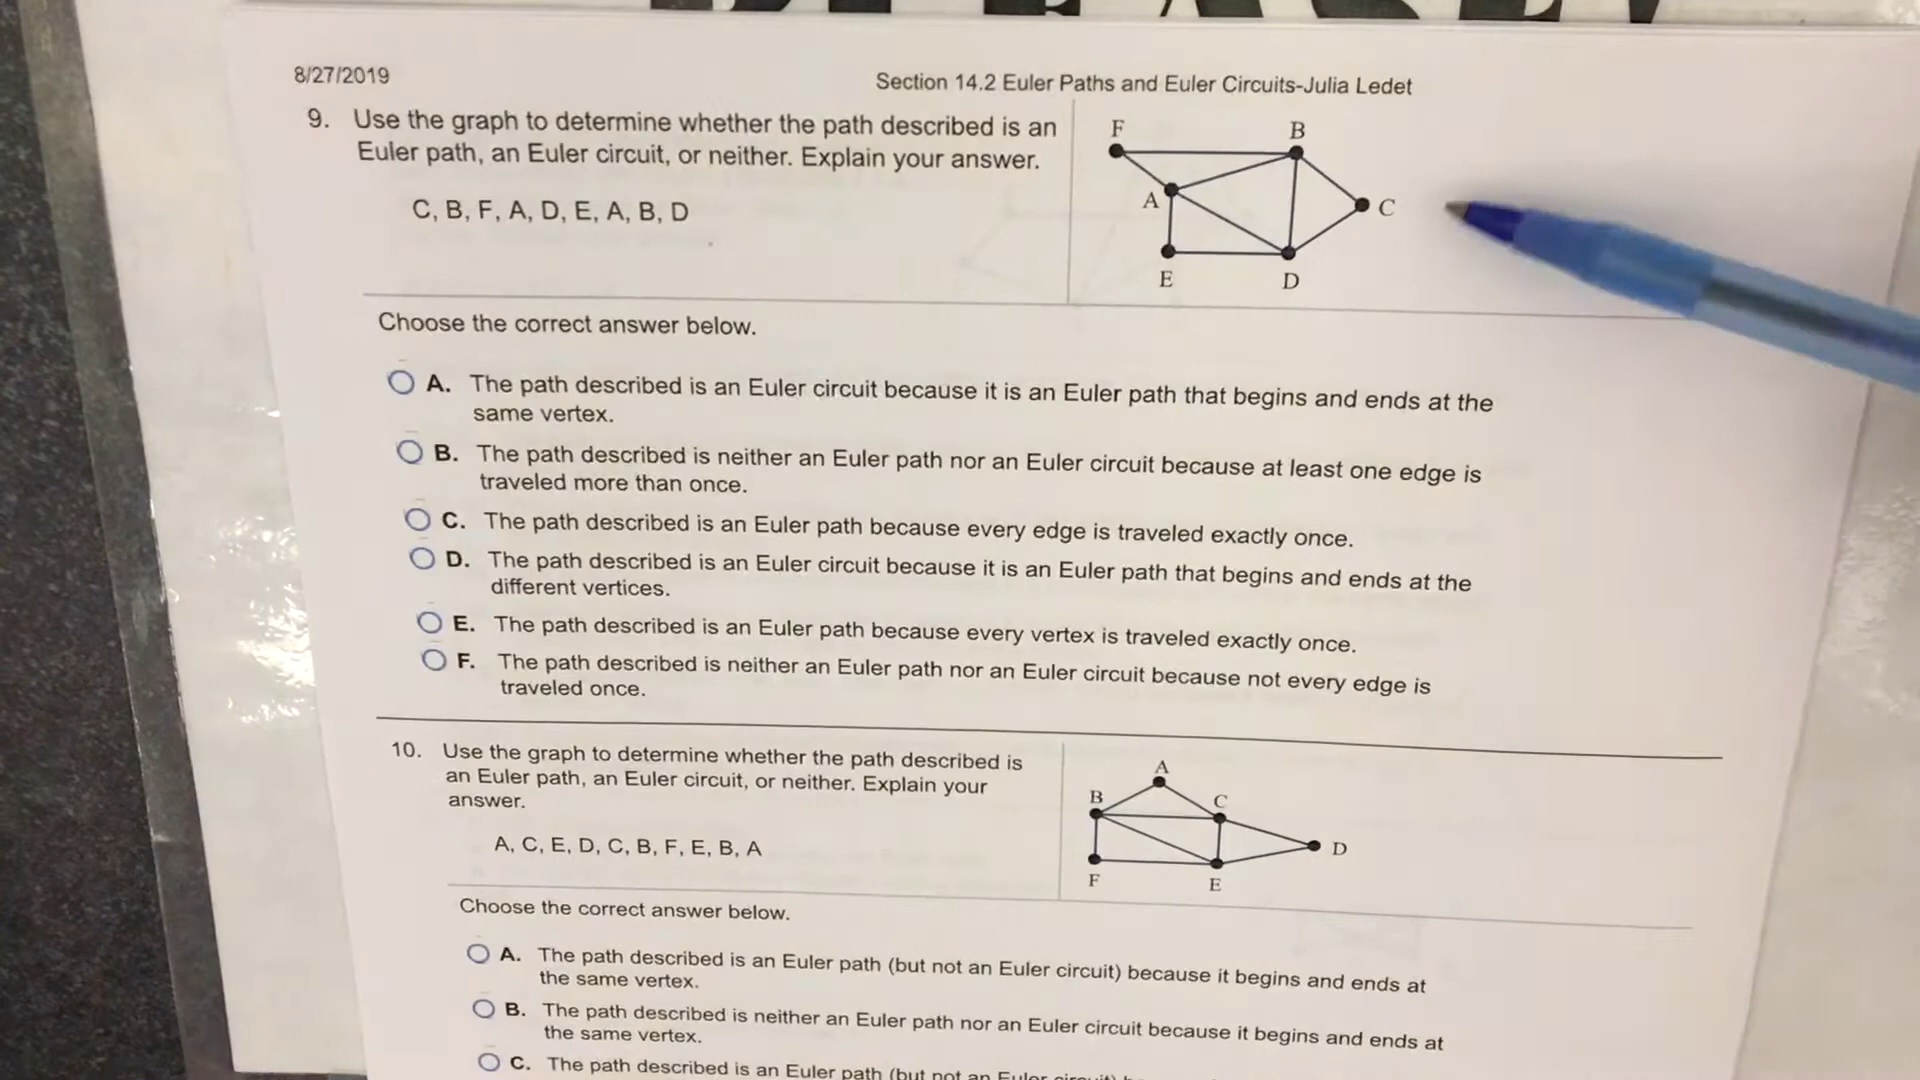 PLEASE!
8/27/2019
Section 14.2 Euler Paths and Euler Circuits-Julia Ledet
9. Use the graph to determine whether the path described is an
Euler path, an Euler circuit, or neither. Explain your answer.
C, B, F, A, D, E, A, B, D
F
B
A
C
E
D
Choose the correct answer below.
A. The path described is an Euler circuit because it is an Euler path that begins and ends at the
same vertex.
B. The path described is neither an Euler path nor an Euler circuit because at least one edge is
traveled more than once.
C. The path described is an Euler path because every edge is traveled exactly once.
D. The path described is an Euler circuit because it is an Euler path that begins and ends at the
different vertices.
E. The path described is an Euler path because every vertex is traveled exactly once.
F. The path described is neither an Euler path nor an Euler circuit because not every edge is
traveled once.
10. Use the graph to determine whether the path described is
an Euler path, an Euler circuit, or neither. Explain your
answer.
A, C, E, D, C, B, F, E, B, A
A
B
C
D
F
E
Choose the correct answer below.
A. The path described is an Euler path (but not an Euler circuit) because it begins and ends at
the same vertex.
B. The path described is neither an Euler path nor an Euler circuit because it begins and ends at
the same vertex.
C. The path described is an Euler path (but not an Euler circuit)